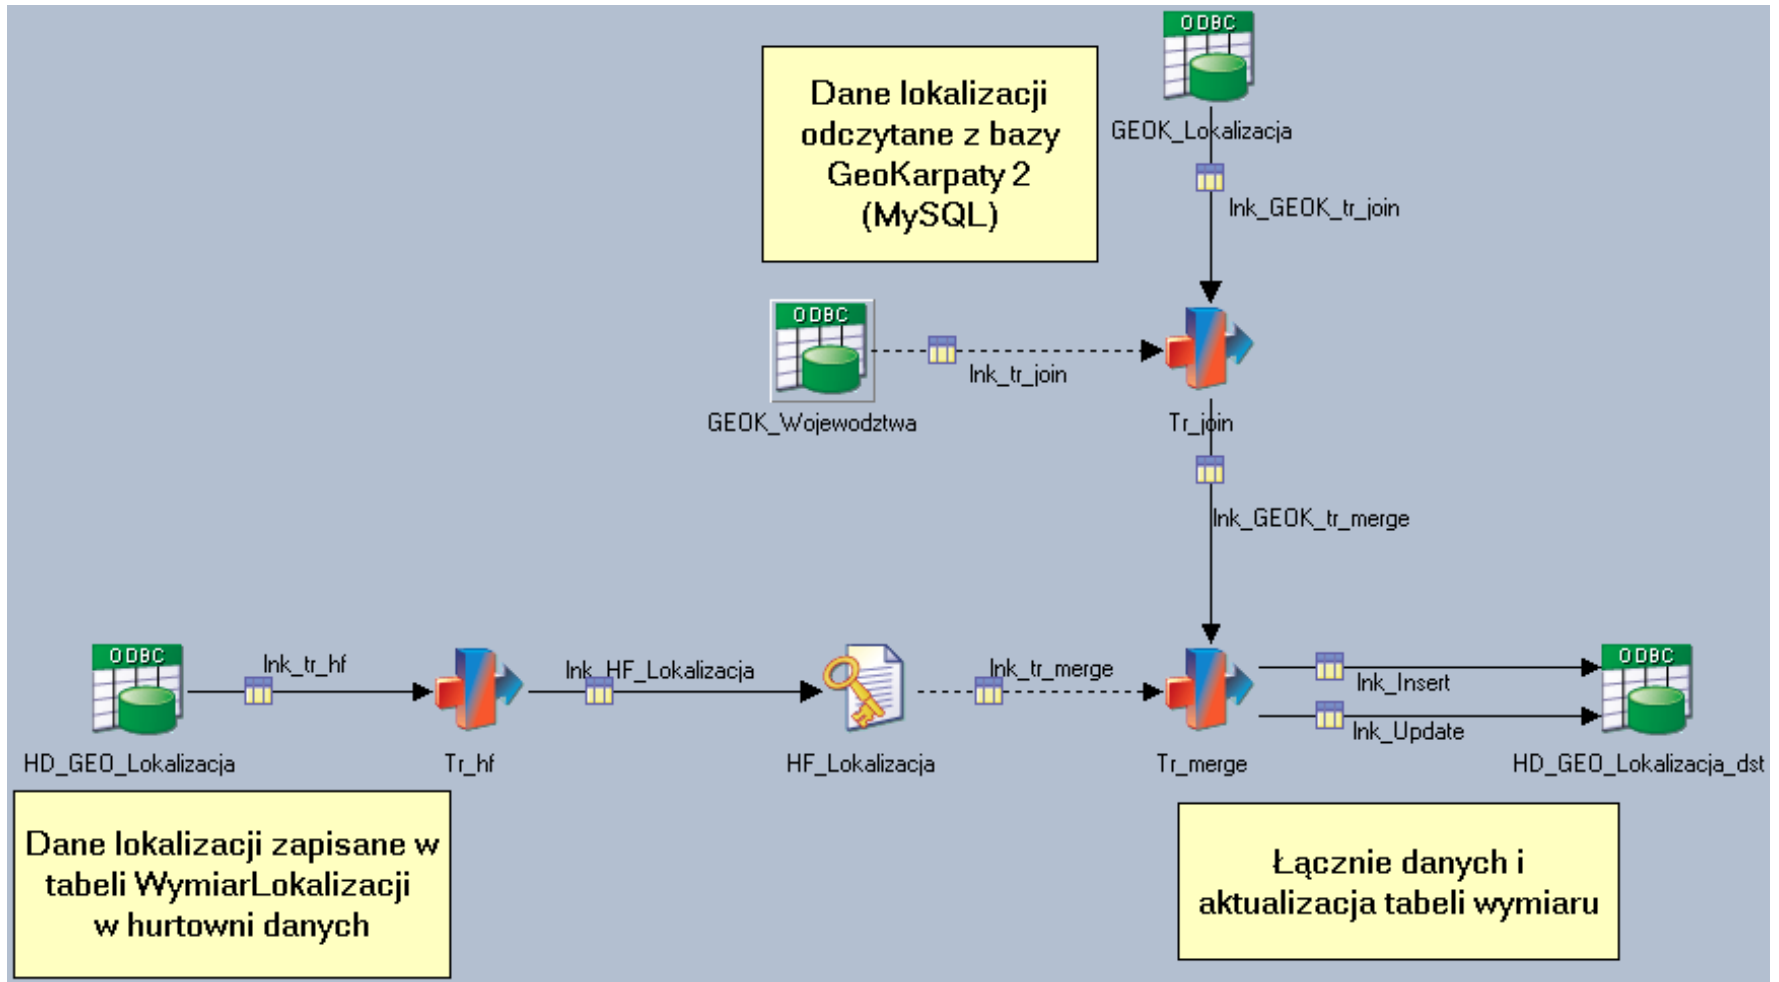 ODBC
GEOK_Lokalizacja
Dane lokalizacji
odczytane z bazy
GeoKarpaty 2
(MySQL)
lnk_GEOK_tr_join
ODBC
GEOK_Wojewodztwa
lnk_tr_join
Tr_join
lnk_GEOK_tr_merge
ODBC
HD_GEO_Lokalizacja
lnk_tr_hf
Tr_hf
lnk_HF_Lokalizacja
HF_Lokalizacja
lnk_tr_merge
Tr_merge
lnk_Insert
lnk_Update
ODBC
HD_GEO_Lokalizacja_dst
Dane lokalizacji zapisane w
tabeli WymiarLokalizacji
w hurtowni danych
Łącznie danych i
aktualizacja tabeli wymiaru